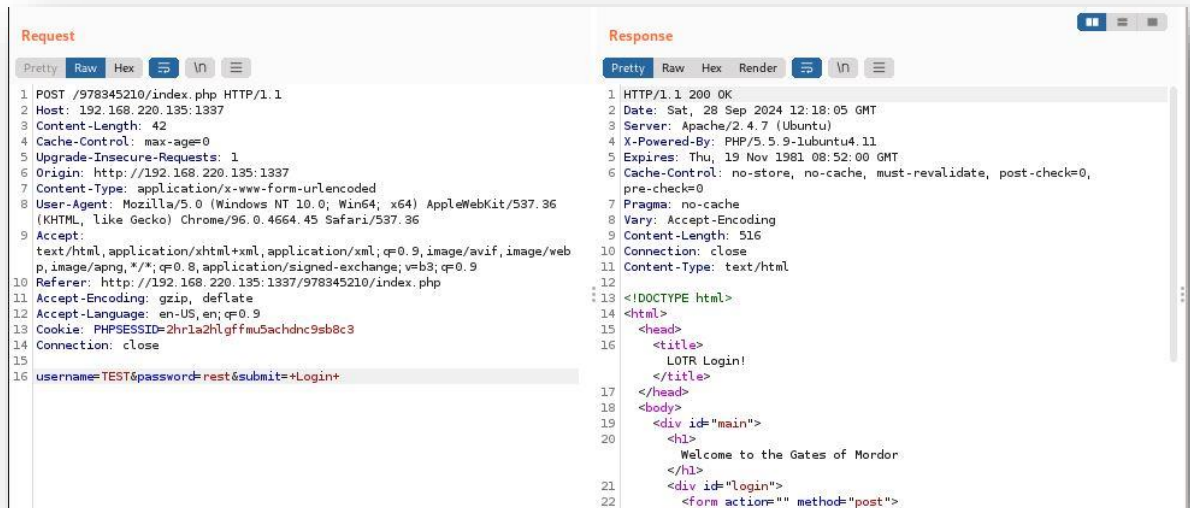 Request
Pretty Raw Hex \n
1 POST /978345210/index.php HTTP/1.1
2 Host: 192.168.220.135:1337
3 Content-Length: 42
4 Cache-Control: max-age=0
5 Upgrade-Insecure-Requests: 1
6 Origin: http://192.168.220.135:1337
7 Content-Type: application/x-www-form-urlencoded
8 User-Agent: Mozilla/5.0 (Windows NT 10.0; Win64; x64) AppleWebKit/537.36
(KHTML, like Gecko) Chrome/96.0.4664.45 Safari/537.36
9 Accept:
text/html,application/xhtml+xml,application/xml;q=0.9,image/avif,image/web
p,image/apng,*/*;q=0.8,application/signed-exchange;v=b3;q=0.9
10 Referer: http://192.168.220.135:1337/978345210/index.php
11 Accept-Encoding: gzip, deflate
12 Accept-Language: en-US,en;q=0.9
13 Cookie: PHPSESSID=2hr1a2hlgffmu5achdnc9sb8c3
14 Connection: close
15
16 username=TEST&password=rest&submit=+Login+
Response
Pretty Raw Hex Render \n
1 HTTP/1.1 200 OK
2 Date: Sat, 28 Sep 2024 12:18:05 GMT
3 Server: Apache/2.4.7 (Ubuntu)
4 X-Powered-By: PHP/5.5.9-1ubuntu4.11
5 Expires: Thu, 19 Nov 1981 08:52:00 GMT
6 Cache-Control: no-store, no-cache, must-revalidate, post-check=0,
pre-check=0
7 Pragma: no-cache
8 Vary: Accept-Encoding
9 Content-Length: 516
10 Connection: close
11 Content-Type: text/html
12
13 <!DOCTYPE html>
14 <html>
15 <head>
16 <title>
LOTR Login!
</title>
17 </head>
18 <body>
19 <div id="main">
20 <h1>
Welcome to the Gates of Mordor
</h1>
21 <div id="login">
22 <form action="" method="post">